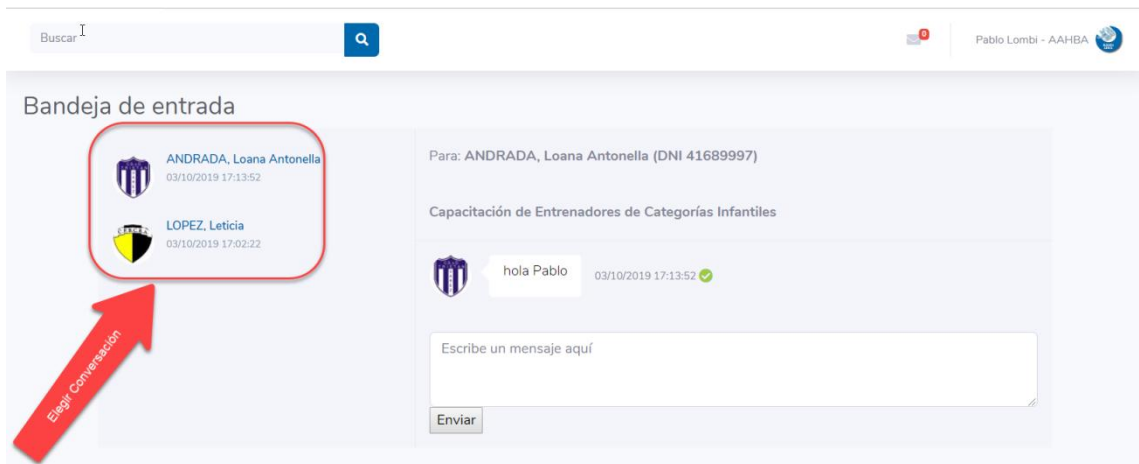 Buscar
0
Pablo Lombi - AAHBA
Bandeja de entrada
ANDRADA, Loana Antonella
03/10/2019 17:13:52
LOPEZ, Leticia
03/10/2019 17:02:22
Elegir Conversación
Para: ANDRADA, Loana Antonella (DNI 41689997)
Capacitación de Entrenadores de Categorías Infantiles
hola Pablo
03/10/2019 17:13:52
Escribe un mensaje aquí
Enviar